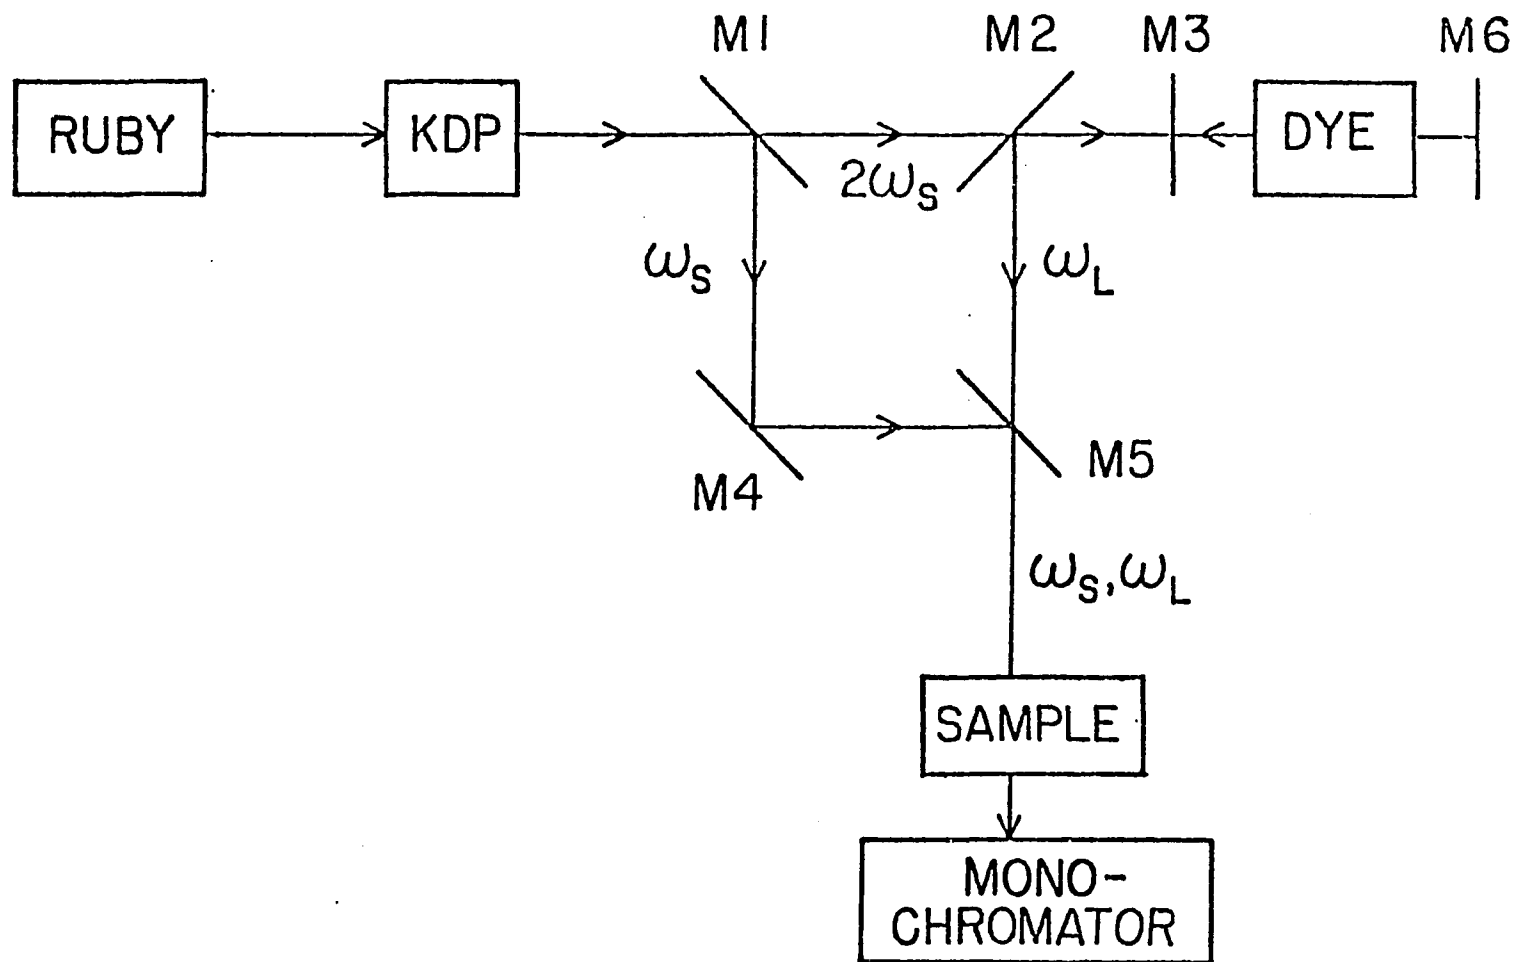 M1 M2 M3 M6
RUBY KDP DYE
2ωS
ωS ωL
M4 M5
ωS,ωL
SAMPLE
MONO-
CHROMATOR